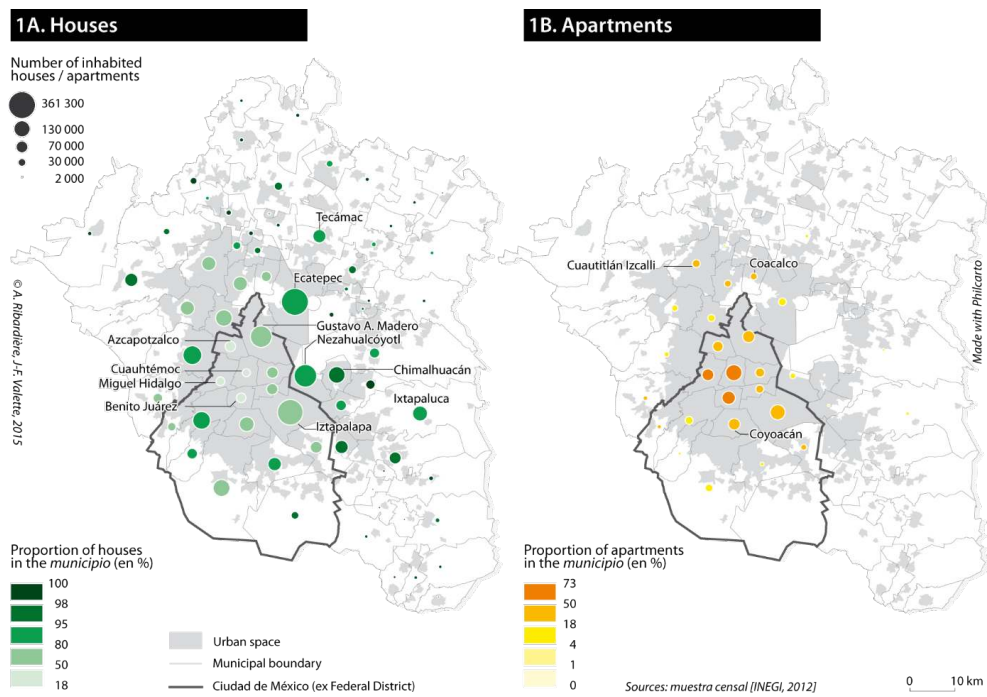 1A. Houses
1B. Apartments
Number of inhabited
houses / apartments
361 300
130 000
70 000
30 000
2 000
Tecámac
Ecatepec
Gustavo A. Madero
Nezahualcóyotl
Azcapotzalco
Chimalhuacán
Cuauhtémoc
Miguel Hidalgo
Ixtapaluca
Benito Juárez
Iztapalapa
Cuautitlán Izcalli
Coacalco
Coyoacán
© A. Ribardière, J-F. Valette, 2015
Made with Philcarto
Proportion of houses
in the municipio (en %)
100
98
95
80
50
18
Urban space
Municipal boundary
Ciudad de México (ex Federal District)
Proportion of apartments
in the municipio (en %)
73
50
18
4
1
0
Sources: muestra censal [INEGI, 2012]
0 10 km